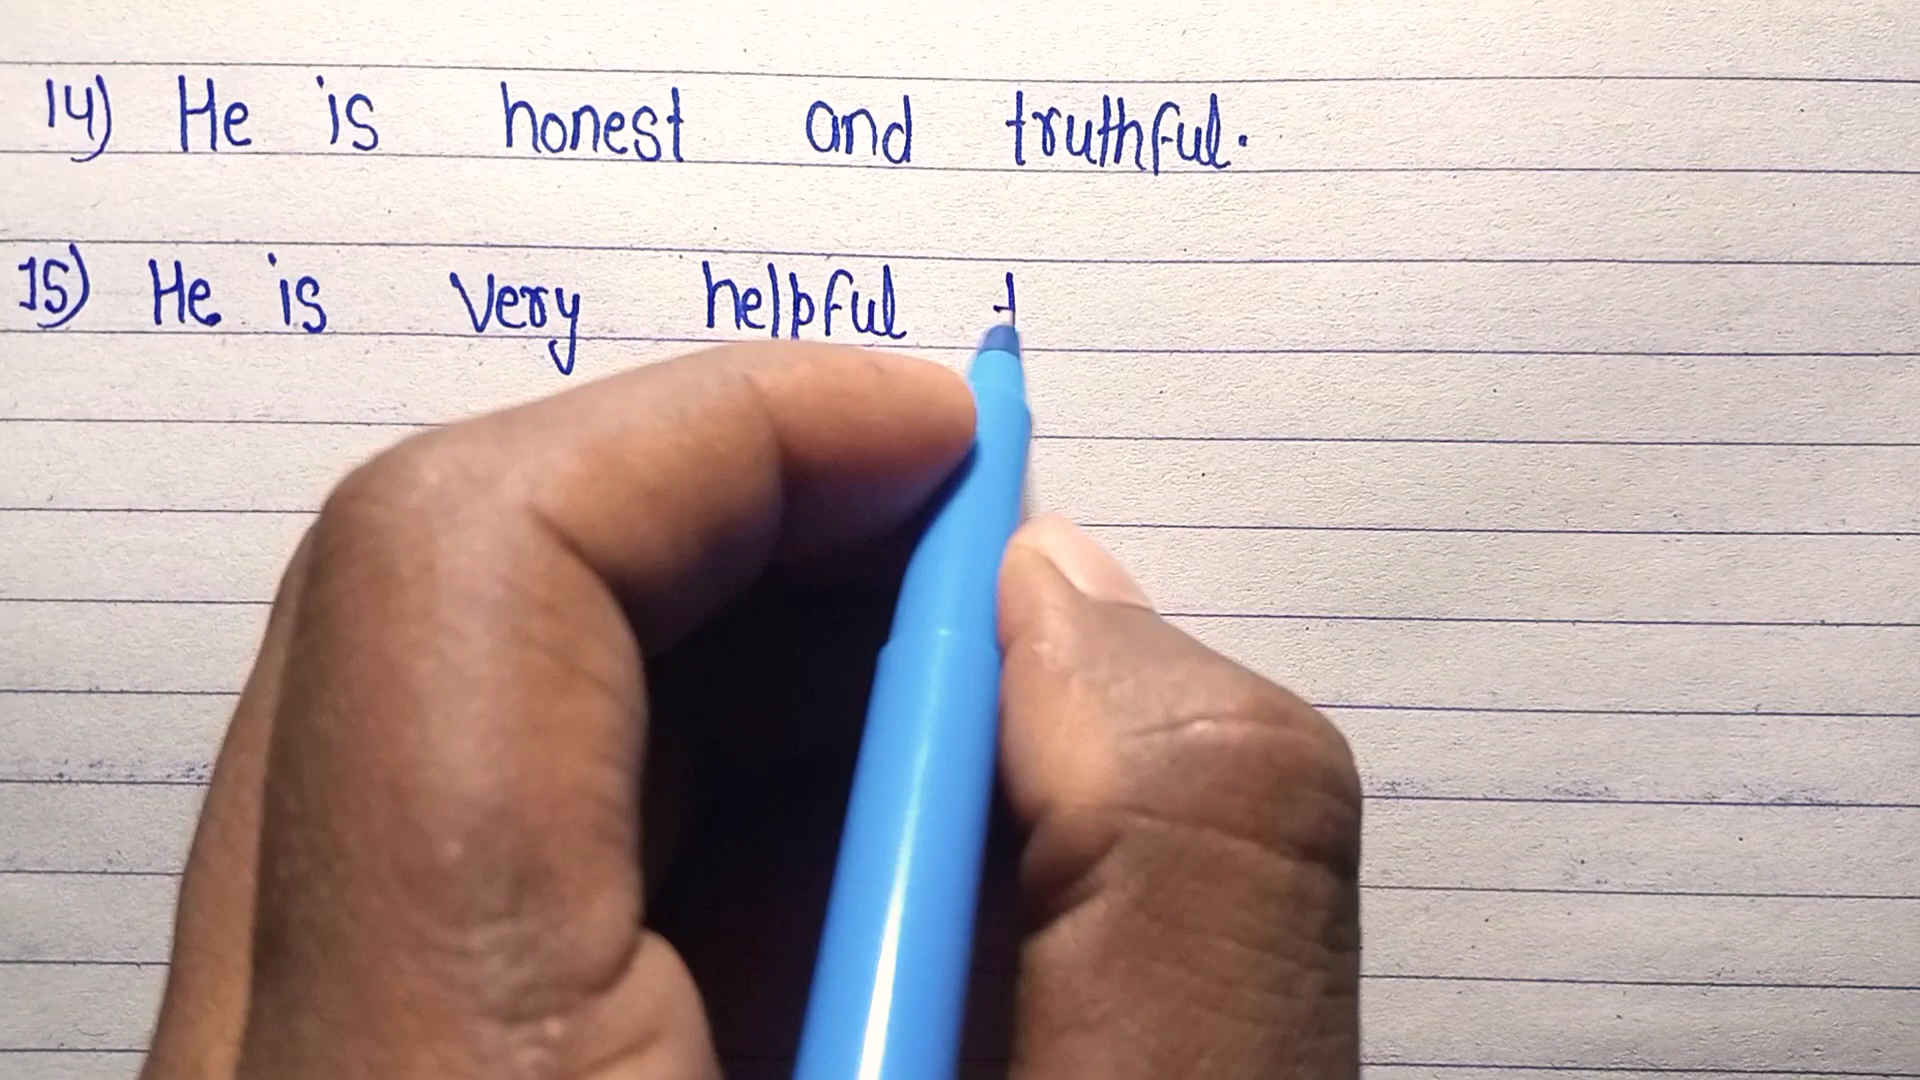 14) He is honest and truthful.
15) He is very helpful t